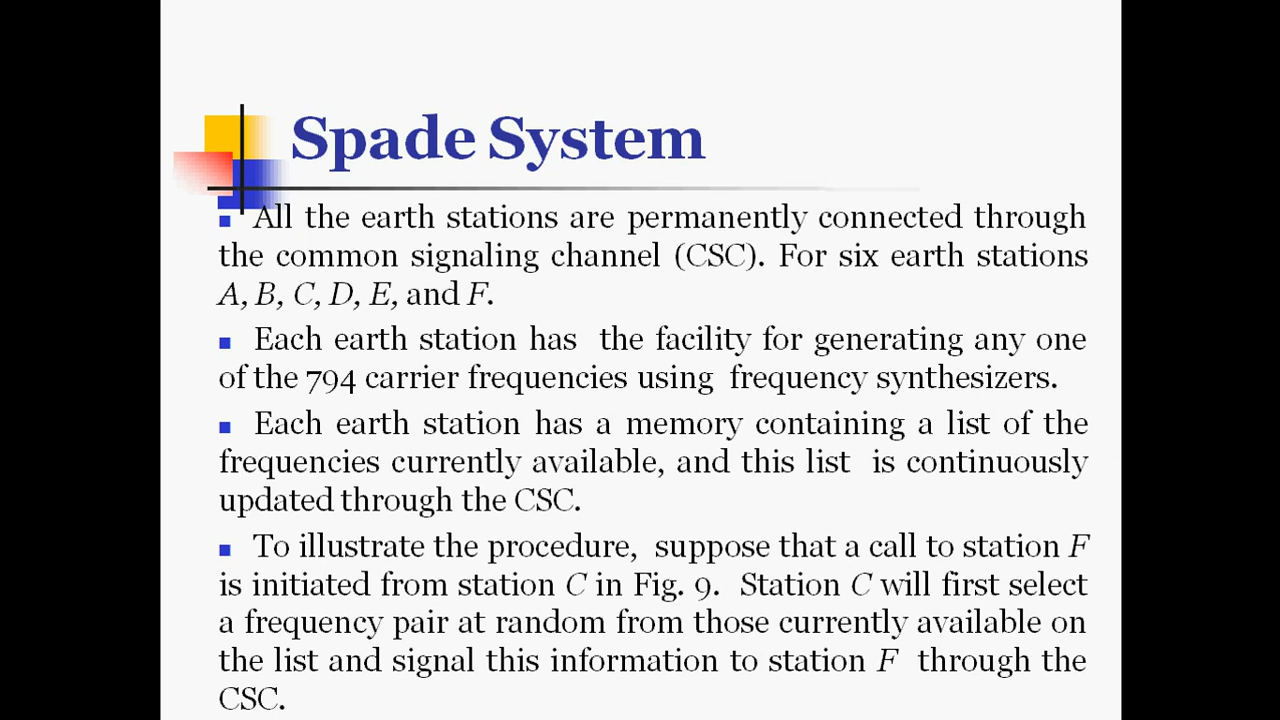 Spade System
All the earth stations are permanently connected through
the common signaling channel (CSC). For six earth stations
A, B, C, D, E, and F.
Each earth station has the facility for generating any one
of the 794 carrier frequencies using frequency synthesizers.
Each earth station has a memory containing a list of the
frequencies currently available, and this list is continuously
updated through the CSC.
To illustrate the procedure, suppose that a call to station F
is initiated from station C in Fig. 9. Station C will first select
a frequency pair at random from those currently available on
the list and signal this information to station F through the
CSC.